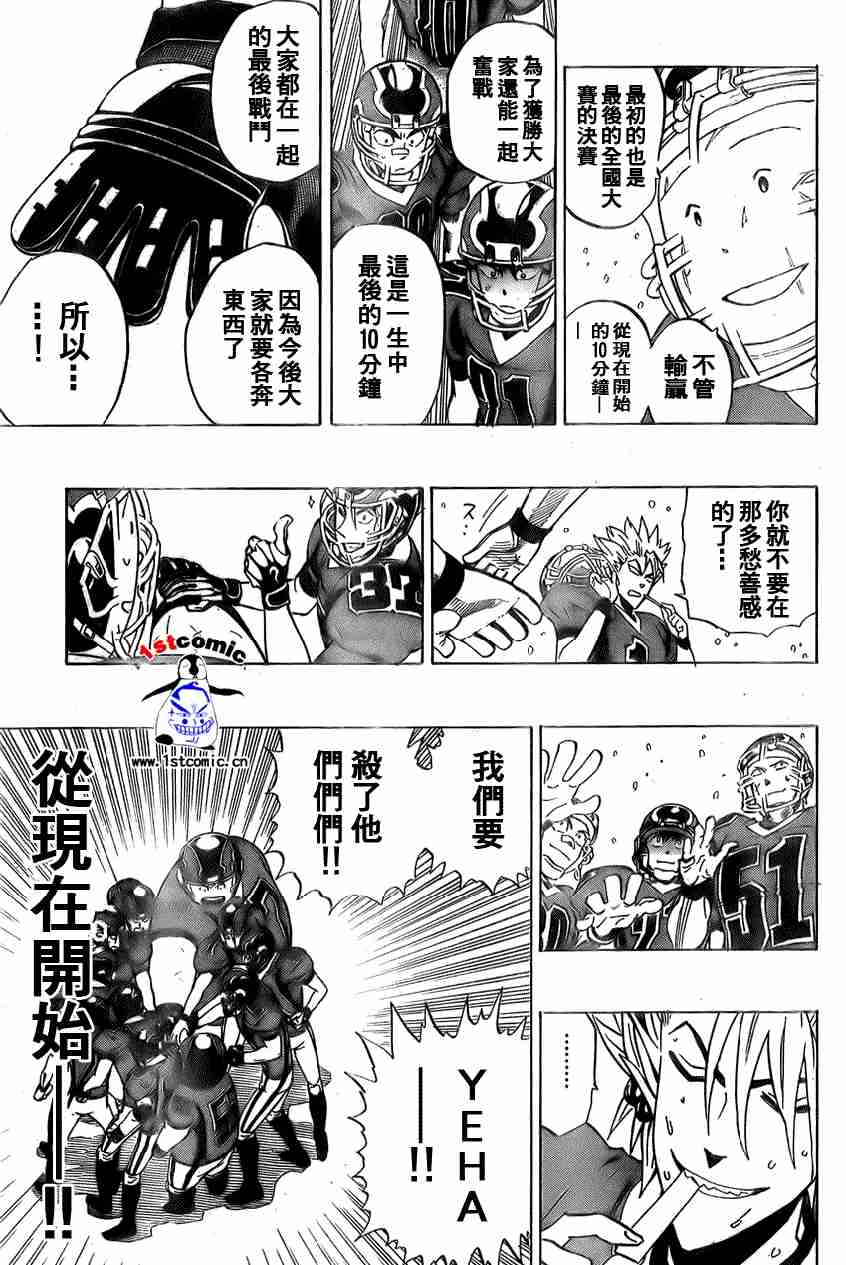 最初的也是
最後的全國大
賽的決賽
不管
輸贏
從現在開始
的10分鐘—
為了獲勝大
家還能一起
奮戰
這是一生中
最後的10分鐘
大家都在一起
的最後戰鬥
因為今後大
家就要各奔
東西了
所以…
…！
你就不要在
那多愁善感
的了…
ス…
1
37
1stcomic
www.1stcomic.cn
51
……
我們要
殺了他
們們們!!
YEHA
—!!
從現在開始—!!